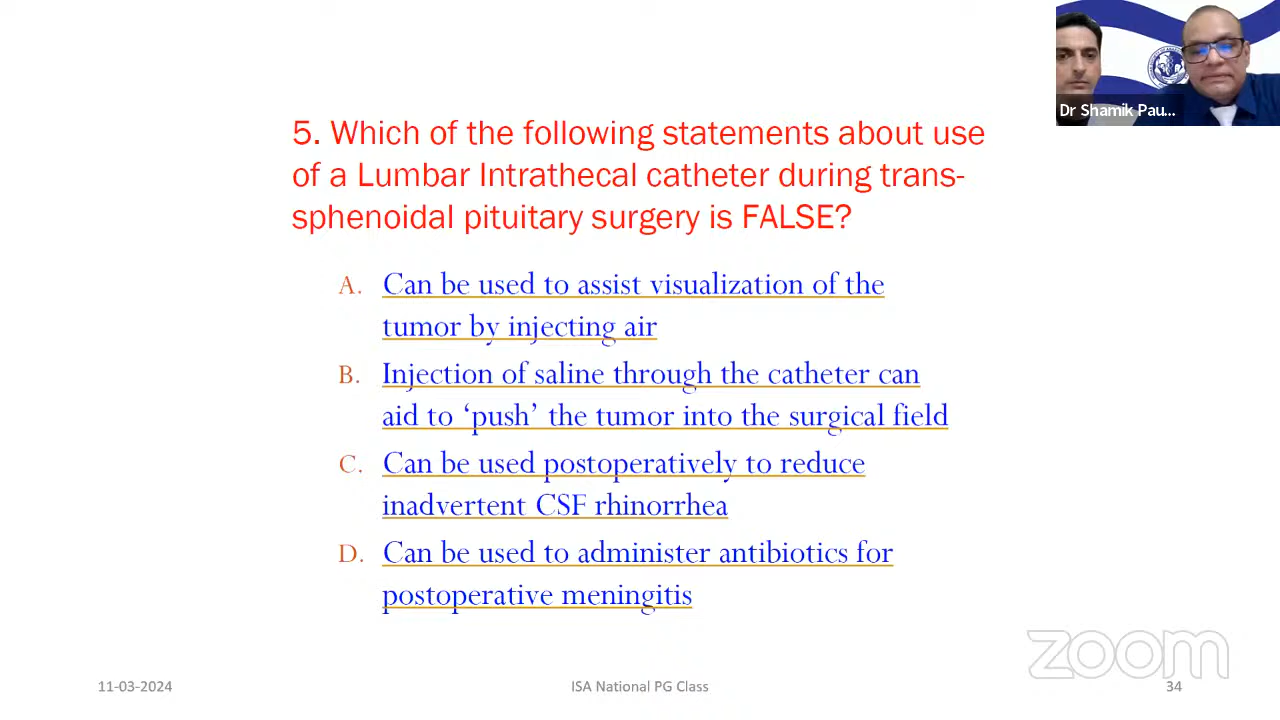 Dr Shamik Pau...
5. Which of the following statements about use
of a Lumbar Intrathecal catheter during trans-
sphenoidal pituitary surgery is FALSE?
A. Can be used to assist visualization of the
tumor by injecting air
B. Injection of saline through the catheter can
aid to ‘push’ the tumor into the surgical field
C. Can be used postoperatively to reduce
inadvertent CSF rhinorrhea
D. Can be used to administer antibiotics for
postoperative meningitis
zoom
11-03-2024
ISA National PG Class
34